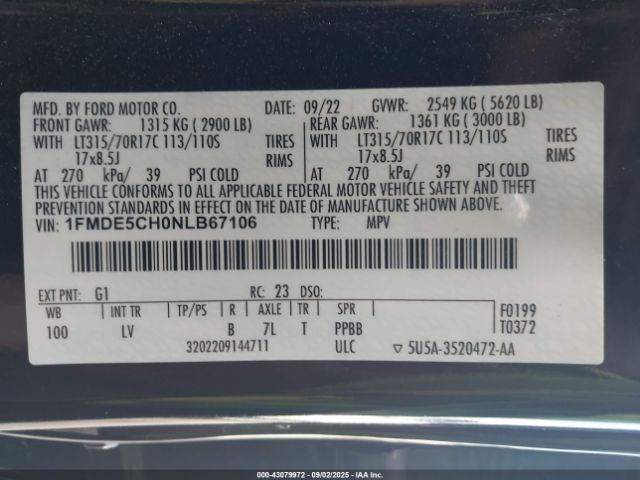 MFD. BY FORD MOTOR CO. DATE: 09/22 GVWR: 2549 KG ( 5620 LB)
FRONT GAWR: 1315 KG ( 2900 LB) REAR GAWR: 1361 KG ( 3000 LB)
WITH LT315/70R17C 113/110S TIRES WITH LT315/70R17C 113/110S TIRES
17x8.5J RIMS 17x8.5J RIMS
AT 270 kPa/ 39 PSI COLD AT 270 kPa/ 39 PSI COLD
THIS VEHICLE CONFORMS TO ALL APPLICABLE FEDERAL MOTOR VEHICLE SAFETY AND THEFT
PREVENTION STANDARDS IN EFFECT ON THE DATE OF MANUFACTURE SHOWN ABOVE.
VIN: 1FMDE5CH0NLB67106 TYPE: MPV
EXT PNT: G1 RC: 23 DSO:
WB INT TR TP/PS R AXLE TR SPR F0199
100 LV B 7L T PPBB T0372
3202209144711 ULC ▽ 5U5A-3520472-AA
000-43079972 - 09/02/2025 - IAA, Inc.